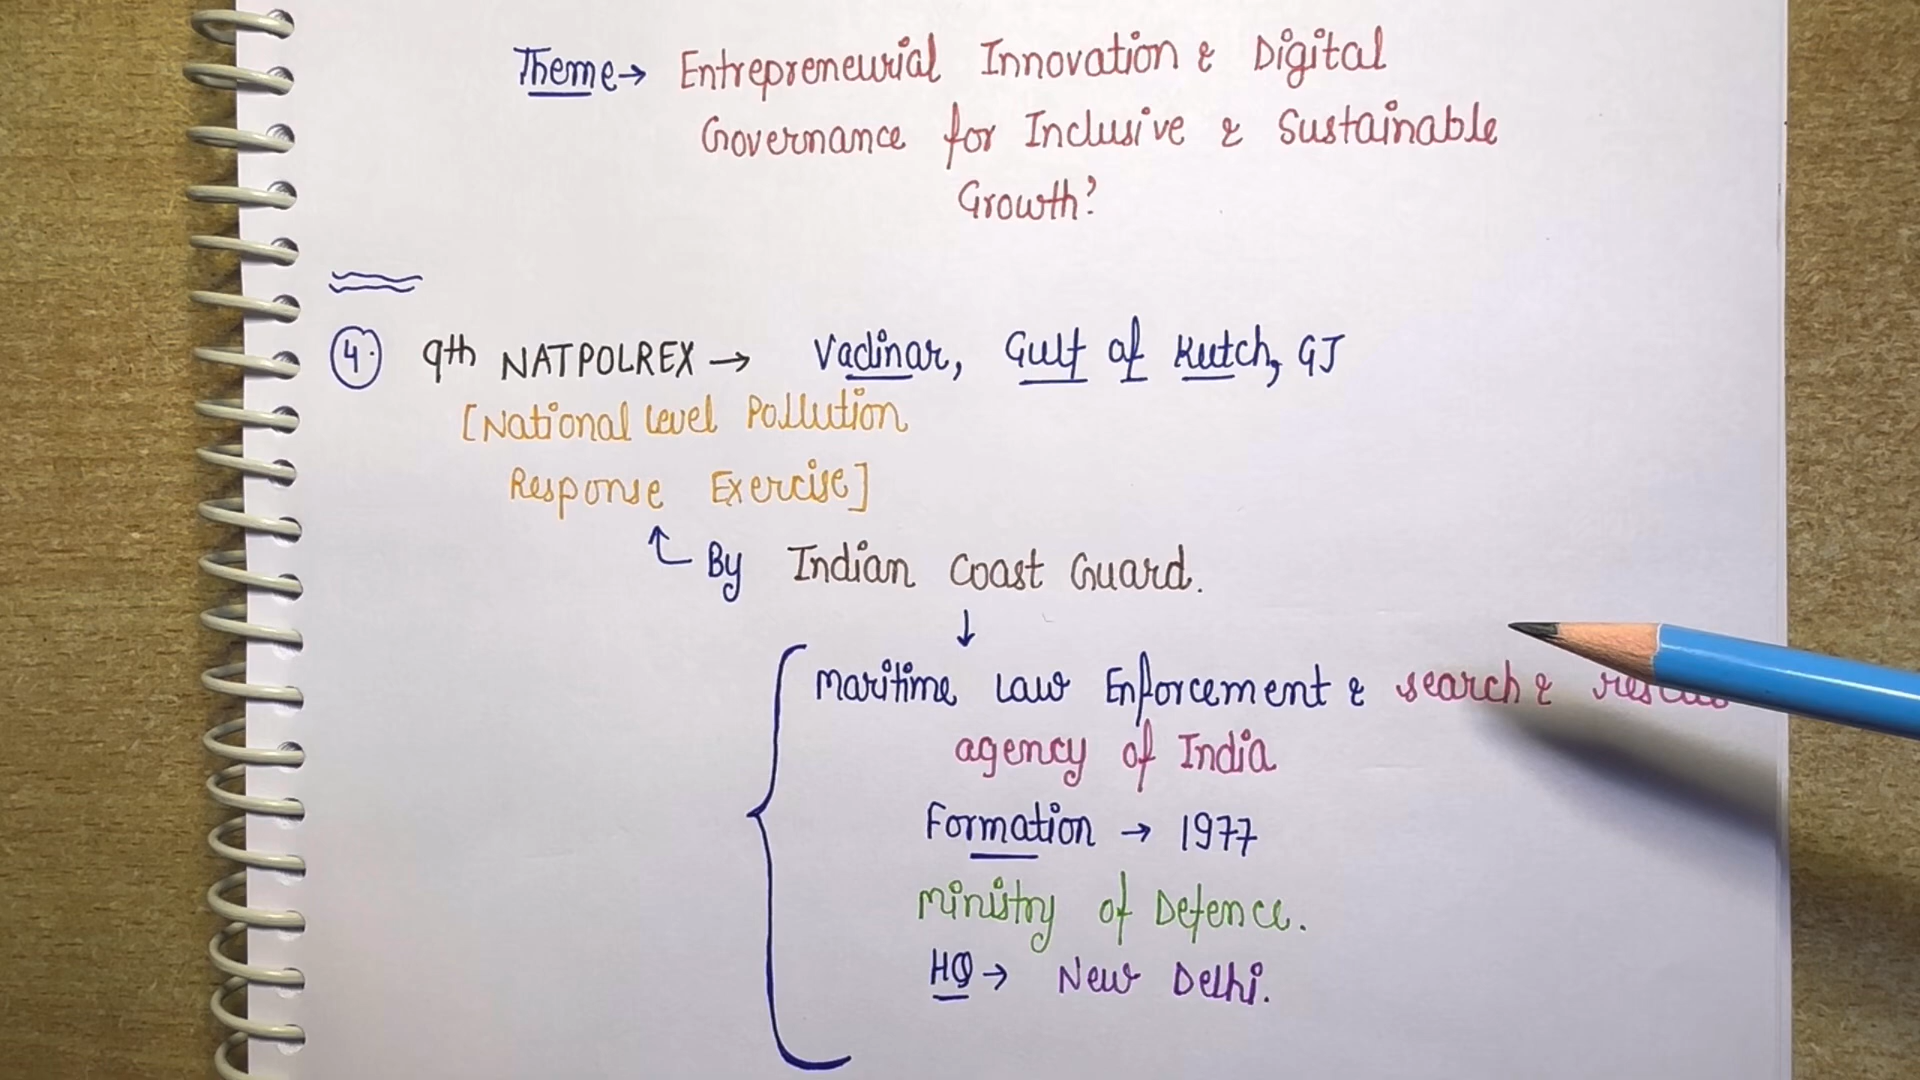 Theme → Entrepreneurial Innovation & Digital
Governance for Inclusive & Sustainable
Growth?
4. 9th NATPOLREX → Vadinar, Gulf of Kutch, GJ
[National Level Pollution
Response Exercise]
By Indian Coast Guard.
Maritime Law Enforcement & search &
agency of India
Formation → 1977
Ministry of Defence.
HQ → New Delhi.